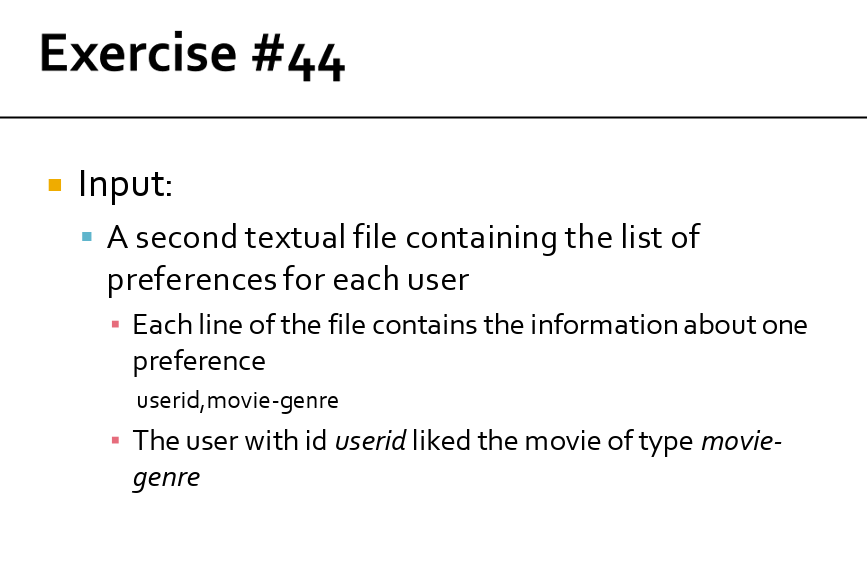 Exercise #44
Input:
A second textual file containing the list of
preferences for each user
Each line of the file contains the information about one
preference
userid,movie-genre
The user with id userid liked the movie of type movie-
genre